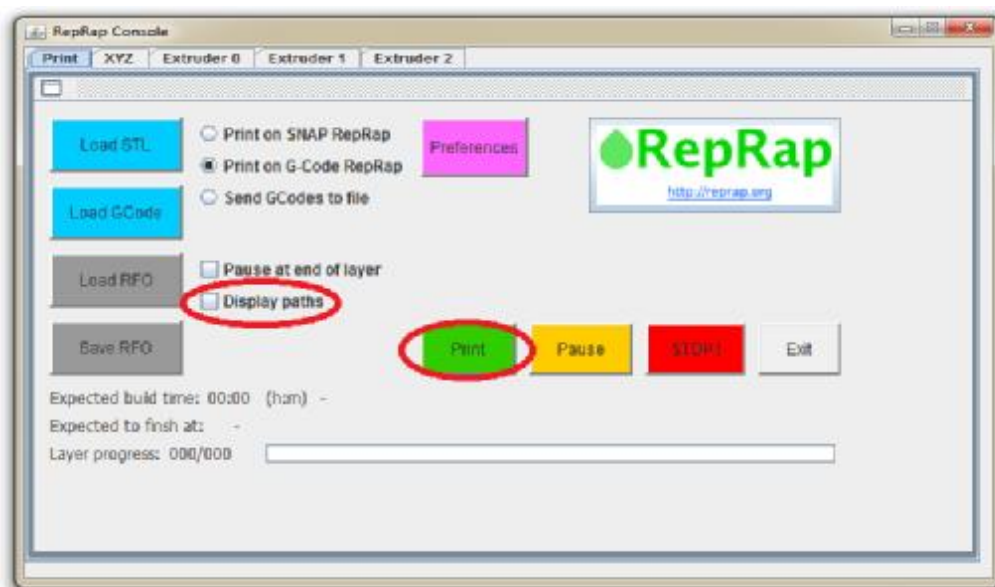 RepRap Console
Print XYZ Extruder 0 Extruder 1 Extruder 2
Load STL
Print on SNAP RepRap
Preferences
RepRap
Print on G-Code RepRap
http://reprap.org
Load GCode
Send GCodes to file
Load RFO
Pause at end of layer
Display paths
Save RFO
Print
Pause
STOP!
Exit
Expected build time: 00:00 (h:m) -
Expected to finsh at: -
Layer progress: 000/000